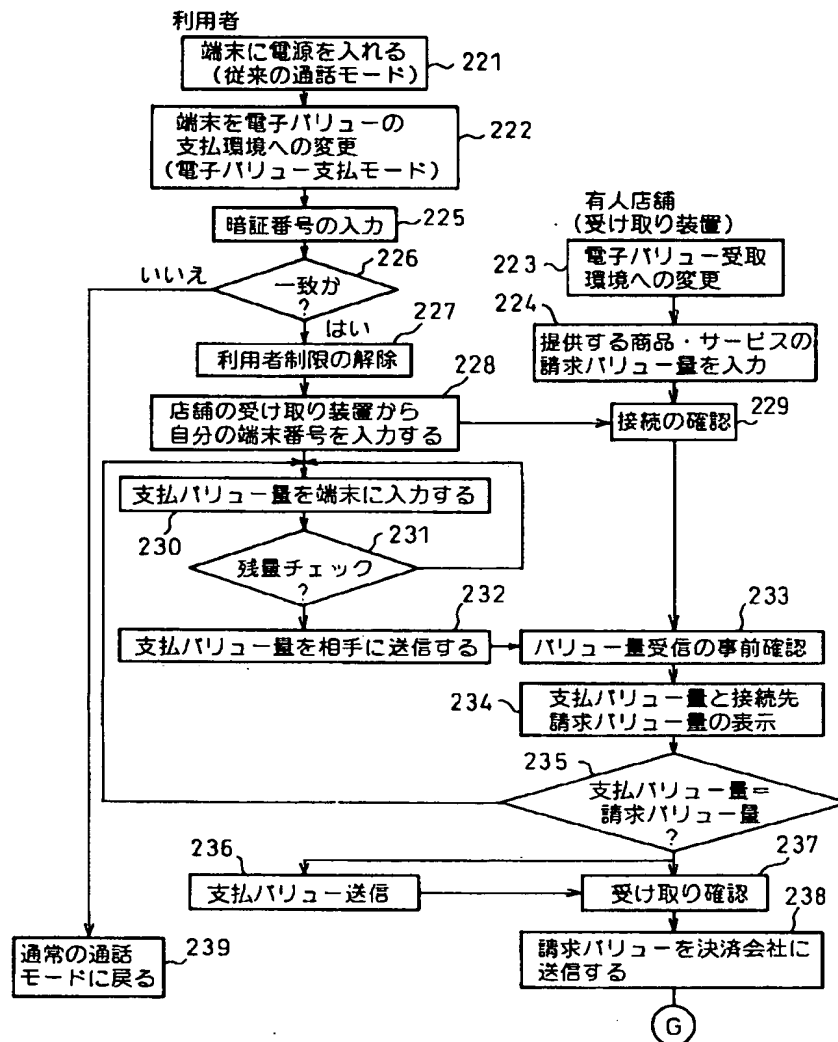 利用者
端末に電源を入れる
(従来の通話モード)
221
端末を電子バリューの
支払環境への変更
(電子バリュー支払モード)
222
暗証番号の入力
225
有人店舗
(受け取り装置)
223
電子バリュー受取
環境への変更
226
いいえ
一致か
?
はい
224
提供する商品・サービスの
請求バリュー量を入力
227
利用者制限の解除
228
店舗の受け取り装置から
自分の端末番号を入力する
接続の確認
229
支払バリュー量を端末に入力する
230
231
残量チェック
?
232
支払バリュー量を相手に送信する
233
バリュー量受信の事前確認
234
支払バリュー量と接続先
請求バリュー量の表示
235
支払バリュー量=
請求バリュー量
?
236
支払バリュー送信
237
受け取り確認
238
請求バリューを決済会社に
送信する
通常の通話
モードに戻る
239
G